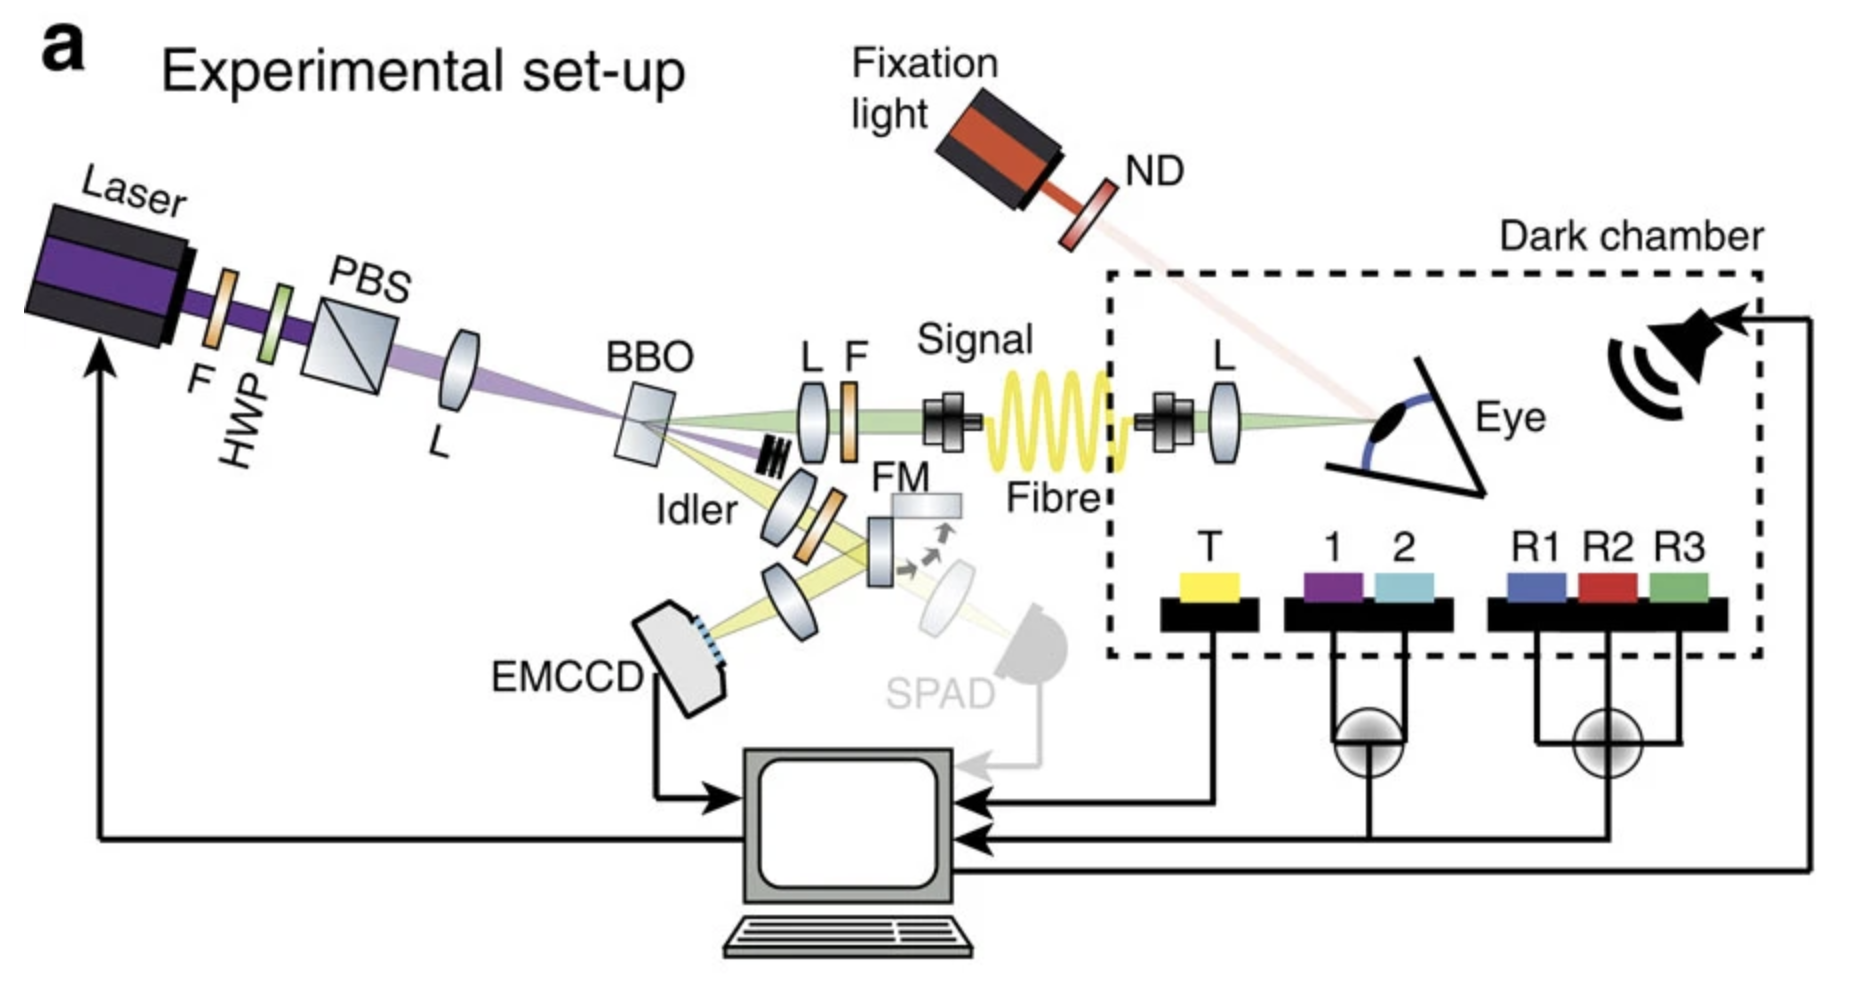 a
Experimental set-up
Fixation
light
ND
Laser
Dark chamber
PBS
F
HWP
L
BBO
L F
Signal
L
Eye
FM
Idler
Fibre
T
1 2
R1 R2 R3
EMCCD
SPAD